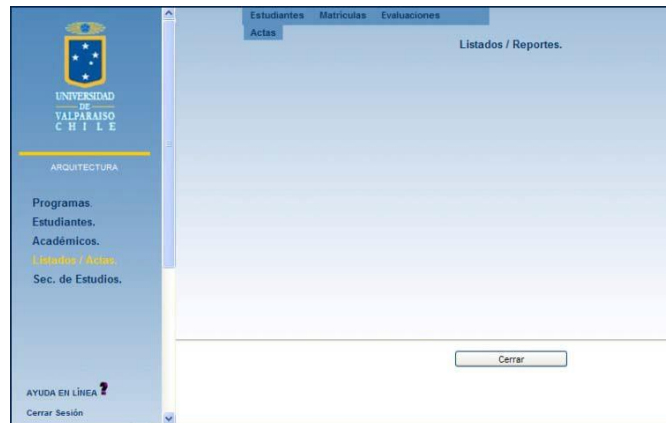 UNIVERSIDAD
DE
VALPARAISO
CHILE
ARQUITECTURA
Programas.
Estudiantes.
Académicos.
Listados / Actas.
Sec. de Estudios.
AYUDA EN LÍNEA ?
Cerrar Sesión
Estudiantes Matrículas Evaluaciones
Actas
Listados / Reportes.
Cerrar